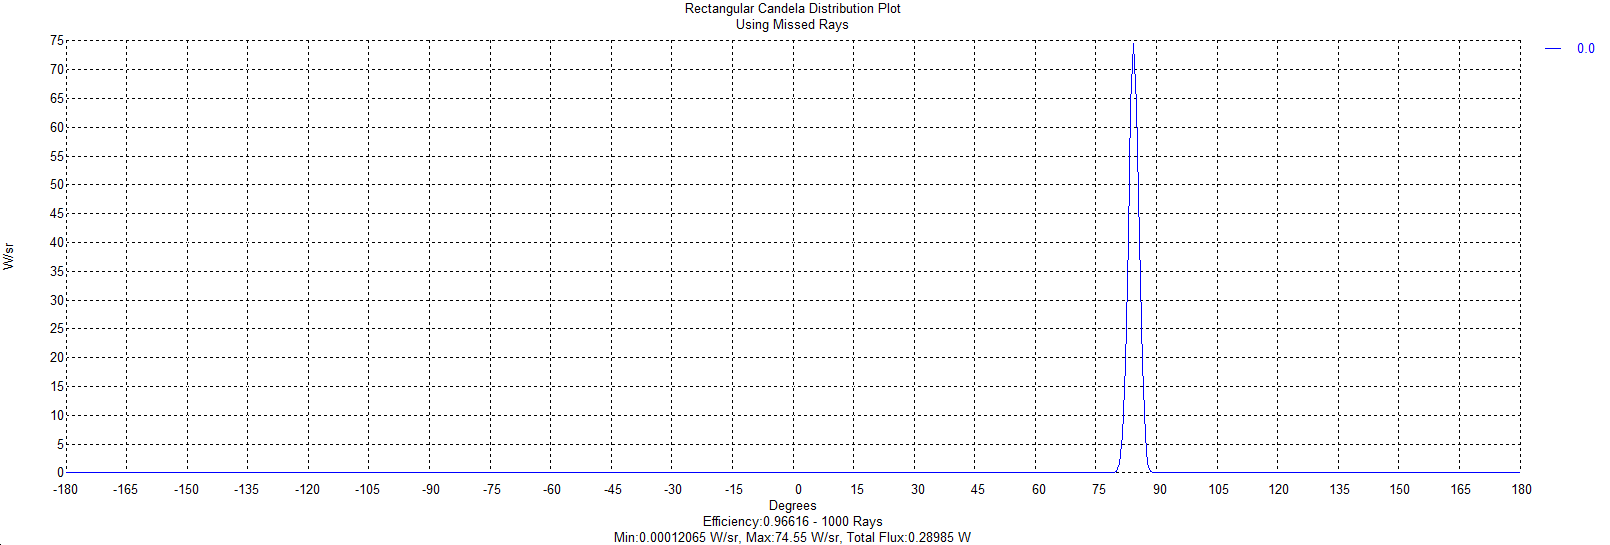 Rectangular Candela Distribution Plot
Using Missed Rays
0.0
75
70
65
60
55
50
45
40
35
30
25
20
15
10
5
0
W/sr
-180 -165 -150 -135 -120 -105 -90 -75 -60 -45 -30 -15 0 15 30 45 60 75 90 105 120 135 150 165 180
Degrees
Efficiency:0.96616 - 1000 Rays
Min:0.00012065 W/sr, Max:74.55 W/sr, Total Flux:0.28985 W